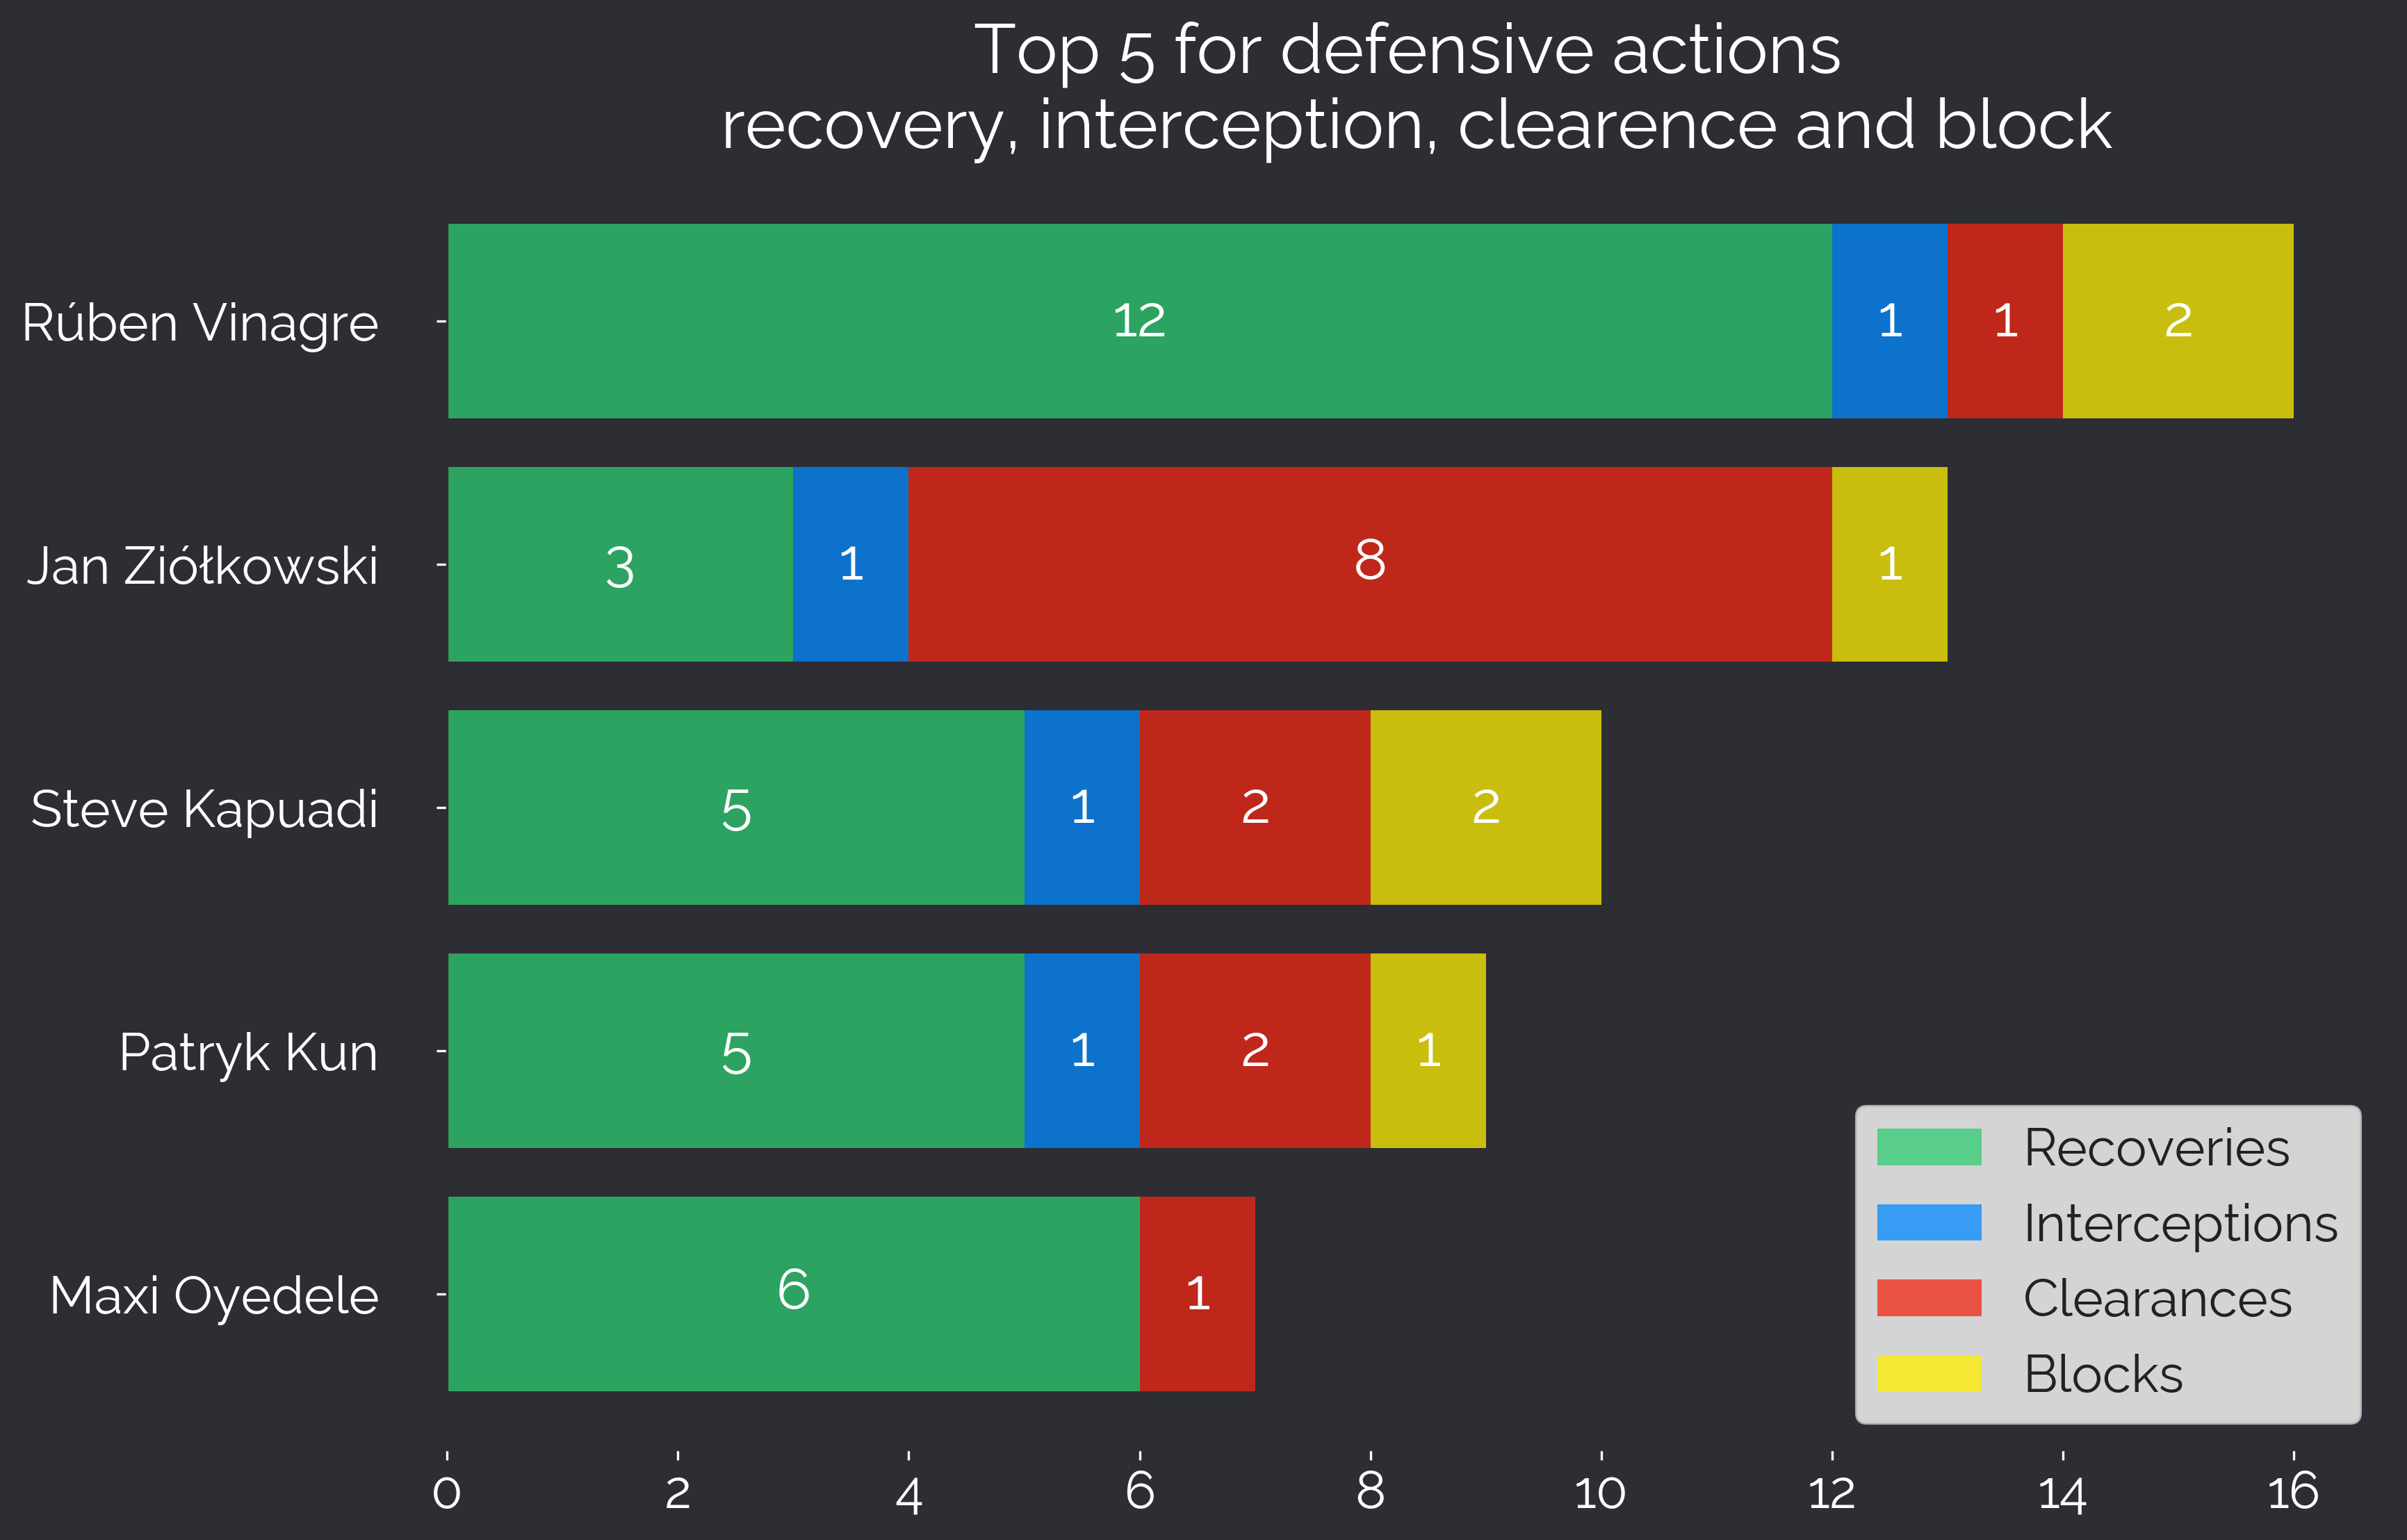 Top 5 for defensive actions
recovery, interception, clearence and block
Rúben Vinagre
12
1
1
2
Jan Ziółkowski
3
1
8
1
Steve Kapuadi
5
1
2
2
Patryk Kun
5
1
2
1
Maxi Oyedele
6
1
Recoveries
Interceptions
Clearances
Blocks
0 2 4 6 8 10 12 14 16